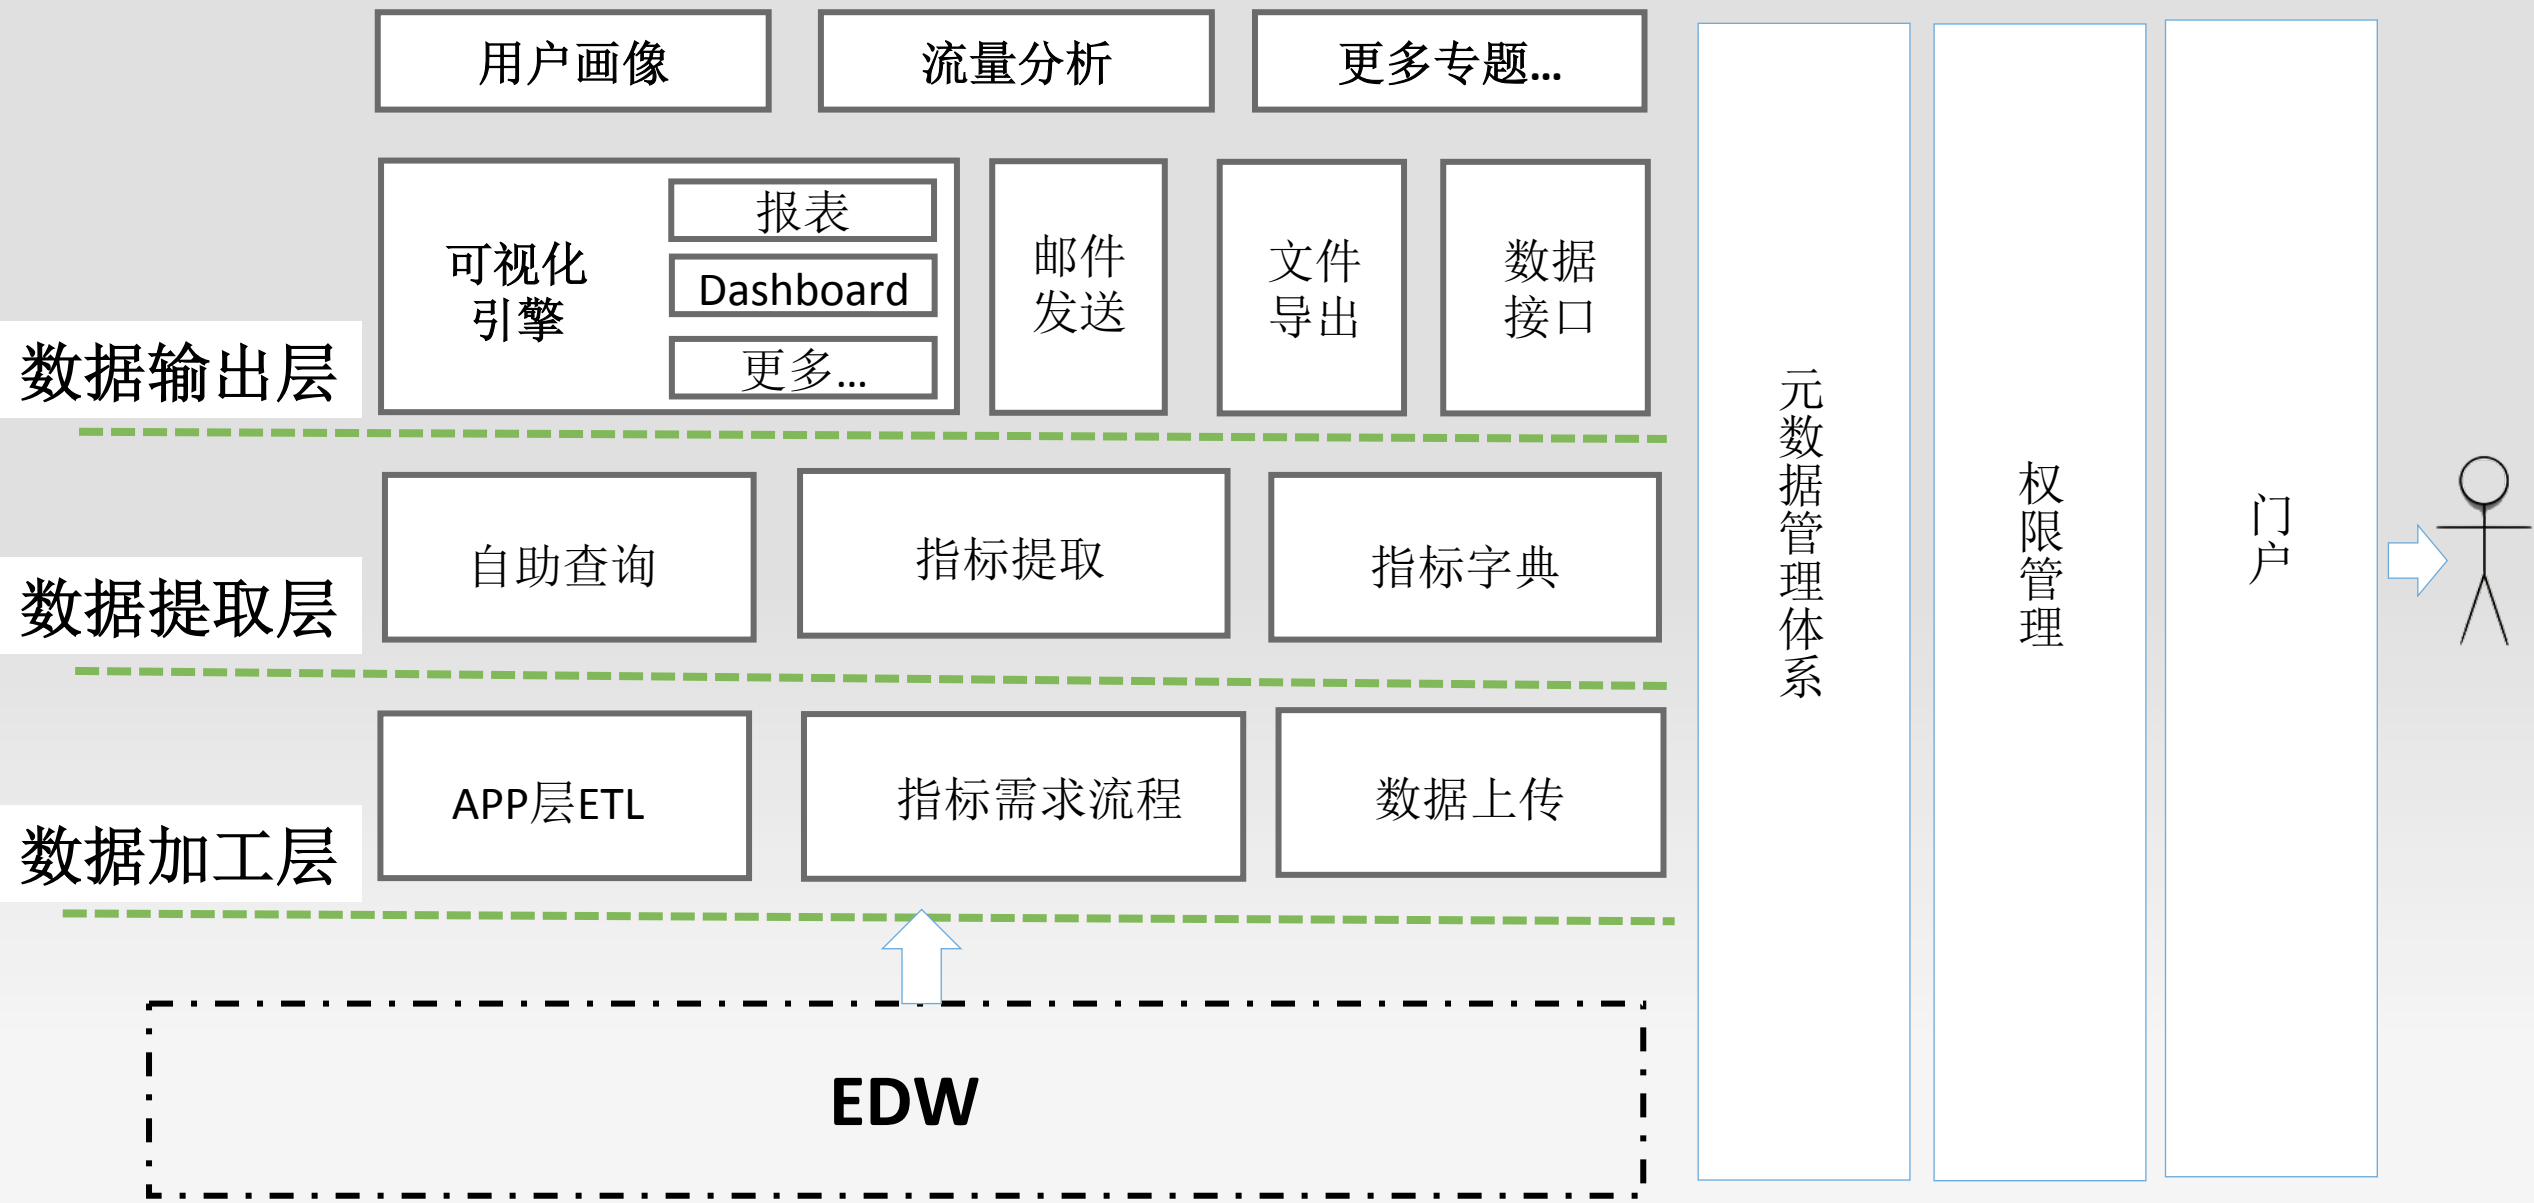 用户画像
流量分析
更多专题...
可视化
引擎
报表
Dashboard
更多...
邮件
发送
文件
导出
数据
接口
数据输出层
自助查询
指标提取
指标字典
数据提取层
APP层ETL
指标需求流程
数据上传
数据加工层
EDW
元数据管理体系
权限管理
门户